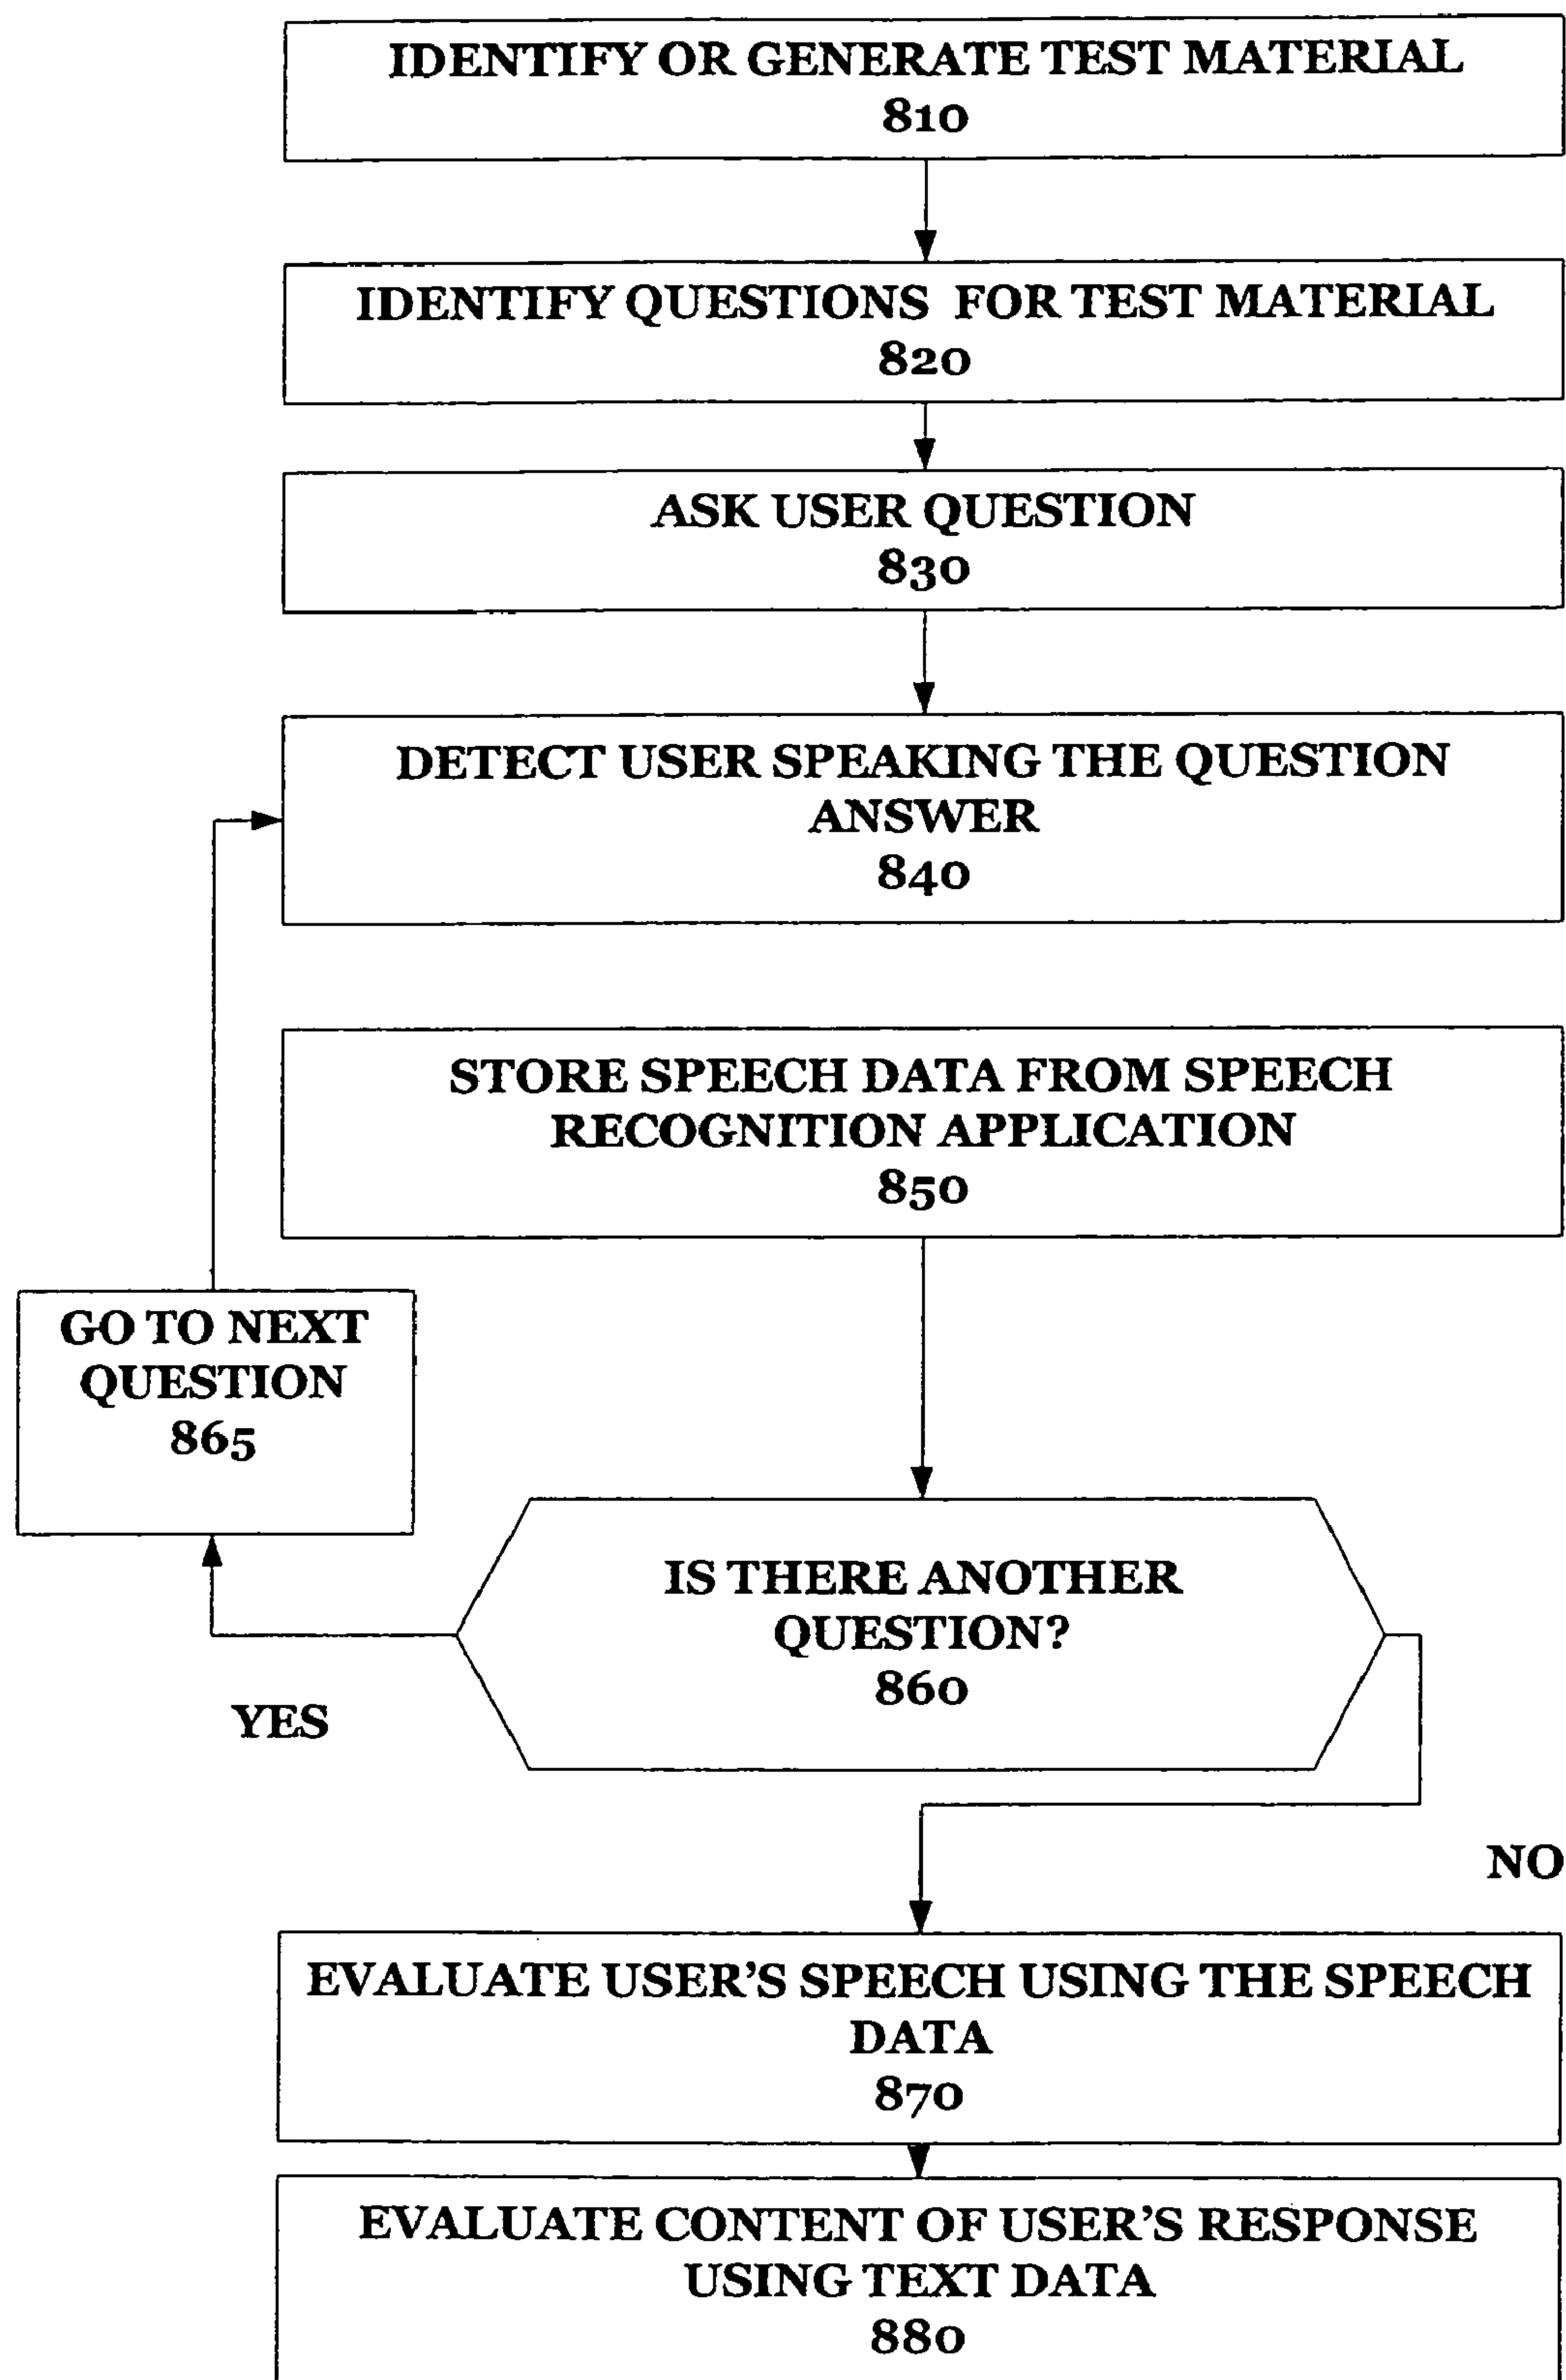 IDENTIFY OR GENERATE TEST MATERIAL
810
IDENTIFY QUESTIONS FOR TEST MATERIAL
820
ASK USER QUESTION
830
DETECT USER SPEAKING THE QUESTION
ANSWER
840
STORE SPEECH DATA FROM SPEECH
RECOGNITION APPLICATION
850
GO TO NEXT
QUESTION
865
IS THERE ANOTHER
QUESTION?
860
YES
NO
EVALUATE USER'S SPEECH USING THE SPEECH
DATA
870
EVALUATE CONTENT OF USER'S RESPONSE
USING TEXT DATA
880